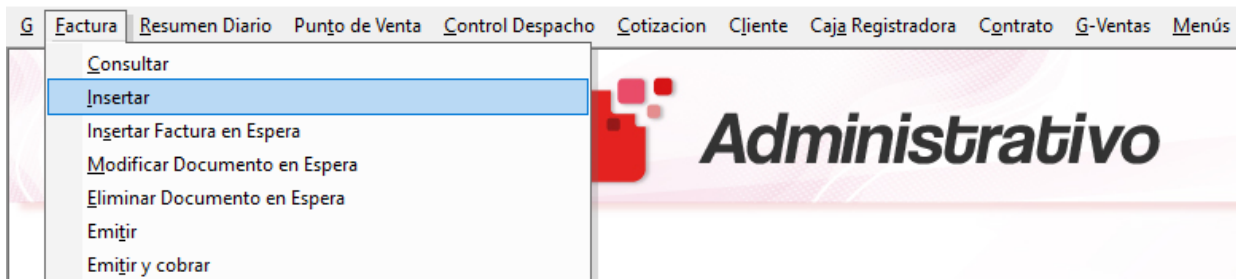 G Factura Resumen Diario Punto de Venta Control Despacho Cotizacion Cliente Caja Registradora Contrato G-Ventas Menús
Consultar
Insertar
Insertar Factura en Espera
Modificar Documento en Espera
Eliminar Documento en Espera
Emitir
Emitir y cobrar
Administrativo